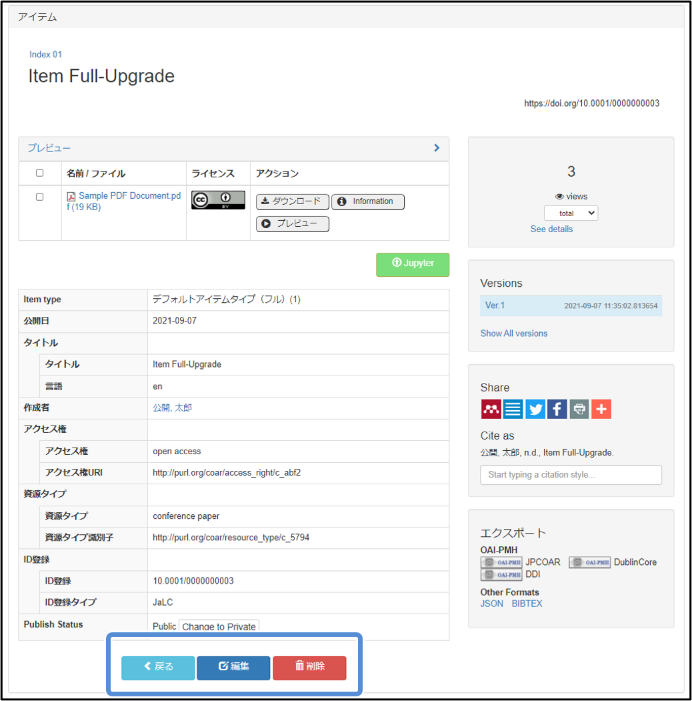 アイテム
Index 01
Item Full-Upgrade
https://doi.org/10.0001/0000000003
プレビュー
名前 / ファイル ライセンス アクション
Sample PDF Document.pd
f (19 KB)
cc BY
ダウンロード Information
プレビュー
Jupyter
Item type デフォルトアイテムタイプ（フル）(1)
公開日 2021-09-07
タイトル
タイトル Item Full-Upgrade
言語 en
作成者 公開, 太郎
アクセス権
アクセス権 open access
アクセス権URI http://purl.org/coar/access_right/c_abf2
資源タイプ
資源タイプ conference paper
資源タイプ識別子 http://purl.org/coar/resource_type/c_5794
ID登録
ID登録 10.0001/0000000003
ID登録タイプ JaLC
Publish Status Public Change to Private
戻る 編集 削除
3
views
total
See details
Versions
Ver.1 2021-09-07 11:35:02.813654
Show All versions
Share
Cite as
公開, 太郎, n.d., Item Full-Upgrade.
Start typing a citation style...
エクスポート
OAI-PMH
OAI-PMH JPCOAR OAI-PMH DublinCore
OAI-PMH DDI
Other Formats
JSON BIBTEX